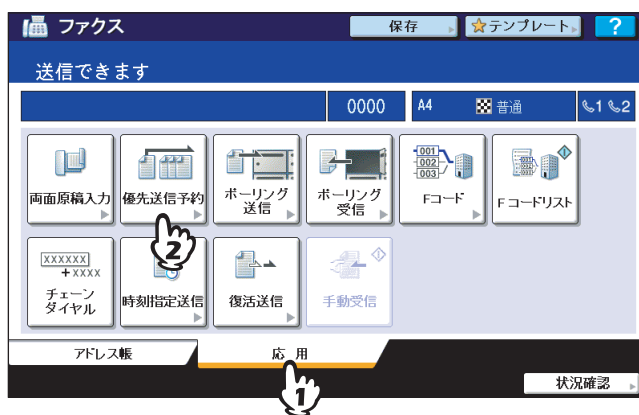 ファクス
保存
テンプレート
?
送信できます
0000
A4
普通
1 2
両面原稿入力
優先送信予約
ポーリング
送信
ポーリング
受信
001
002
003
Fコード
Fコードリスト
2
XXXXXX
+xxxx
チェーン
ダイヤル
時刻指定送信
復活送信
手動受信
アドレス帳
応用
1
状況確認